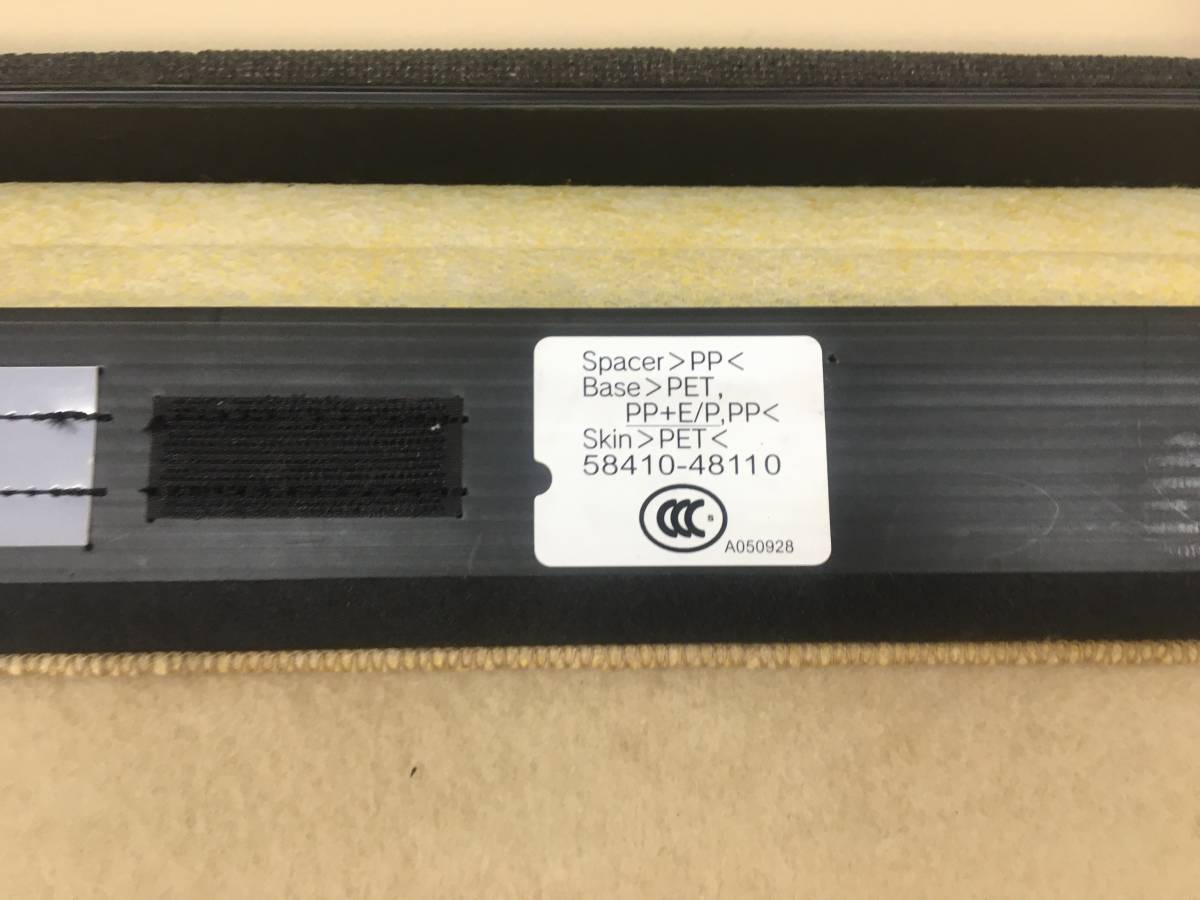 Spacer>PP<
Base>PET,
PP+E/P,PP<
Skin>PET<
58410-48110
CCC S
A050928